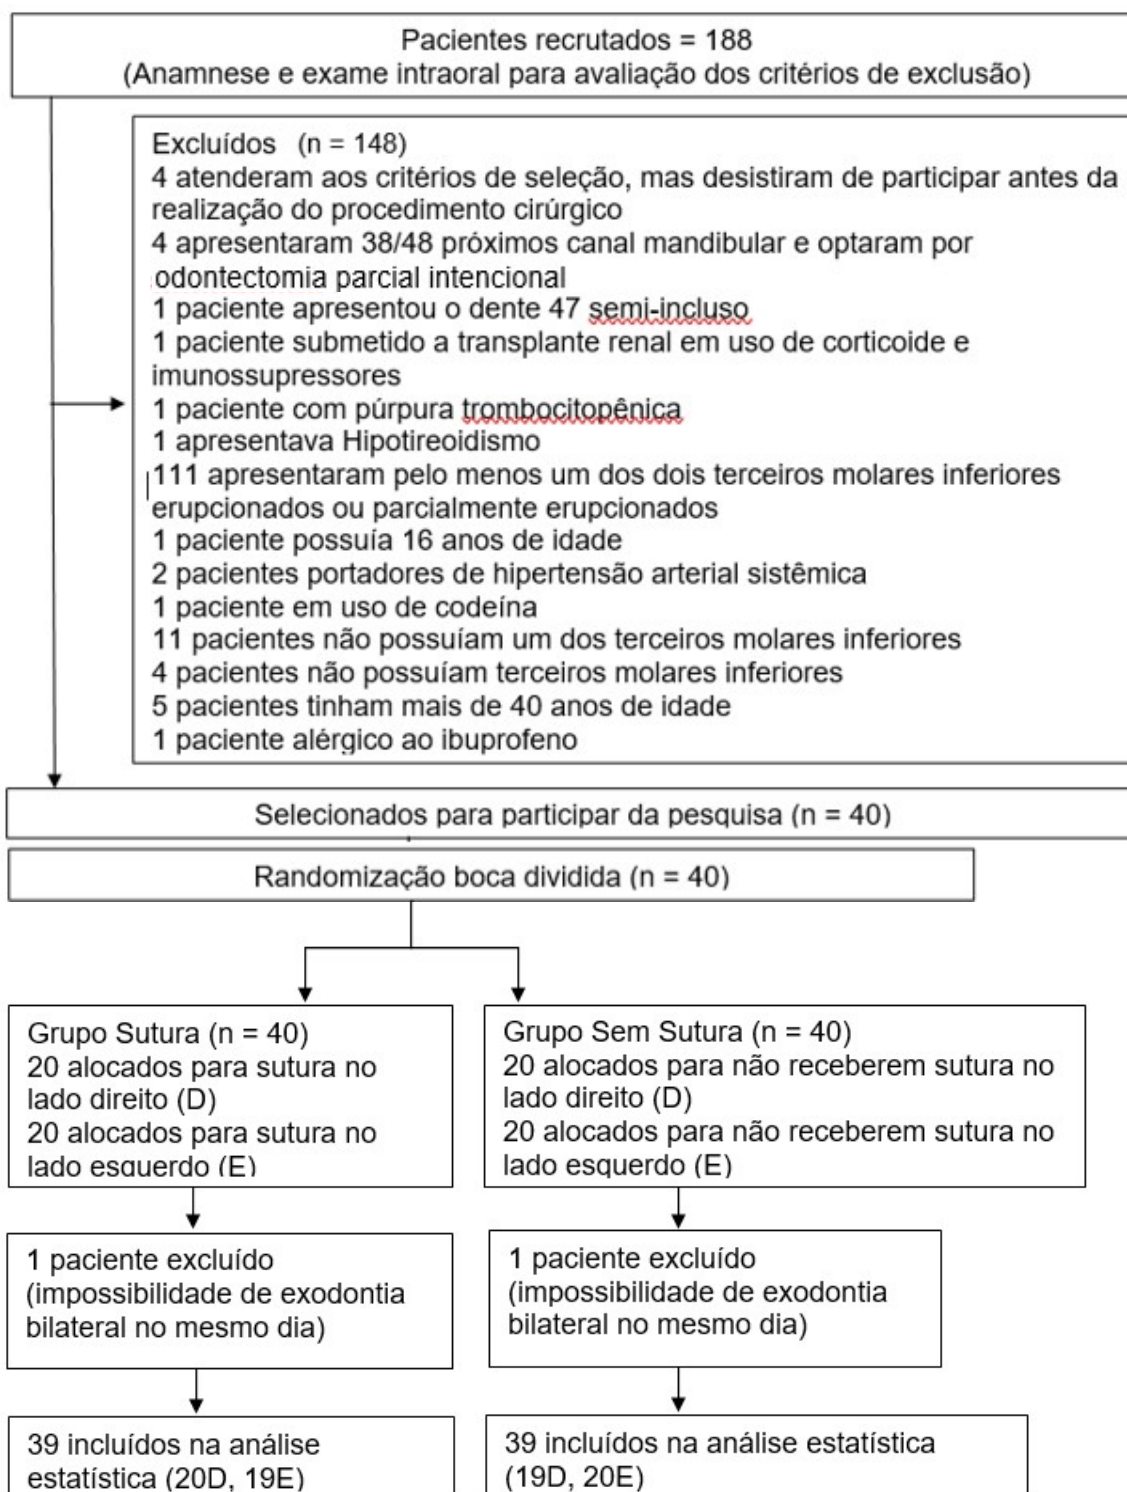 Pacientes recrutados = 188
(Anamnese e exame intraoral para avaliação dos critérios de exclusão)
Excluídos (n = 148)
4 atenderam aos critérios de seleção, mas desistiram de participar antes da
realização do procedimento cirúrgico
4 apresentaram 38/48 próximos canal mandibular e optaram por
odontectomia parcial intencional
1 paciente apresentou o dente 47 semi-incluso
1 paciente submetido a transplante renal em uso de corticoide e
imunossupressores
1 paciente com púrpura trombocitopênica
1 apresentava Hipotireoidismo
111 apresentaram pelo menos um dos dois terceiros molares inferiores
erupcionados ou parcialmente erupcionados
1 paciente possuía 16 anos de idade
2 pacientes portadores de hipertensão arterial sistêmica
1 paciente em uso de codeína
11 pacientes não possuíam um dos terceiros molares inferiores
4 pacientes não possuíam terceiros molares inferiores
5 pacientes tinham mais de 40 anos de idade
1 paciente alérgico ao ibuprofeno
Selecionados para participar da pesquisa (n = 40)
Randomização boca dividida (n = 40)
Grupo Sutura (n = 40)
20 alocados para sutura no
lado direito (D)
20 alocados para sutura no
lado esquerdo (E)
Grupo Sem Sutura (n = 40)
20 alocados para não receberem sutura no
lado direito (D)
20 alocados para não receberem sutura no
lado esquerdo (E)
1 paciente excluído
(impossibilidade de exodontia
bilateral no mesmo dia)
1 paciente excluído
(impossibilidade de exodontia
bilateral no mesmo dia)
39 incluídos na análise
estatística (20D, 19E)
39 incluídos na análise estatística
(19D, 20E)